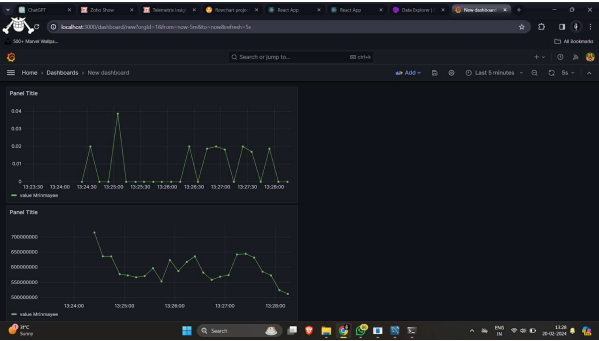 ChatGPT
Zoho Show
Telemetric Insig
flowchart projec
React App
React App
Data Explorer |
New dashboard
localhost:3000/dashboard/new?orgId=1&from=now-5m&to=now&refresh=5s
500+ Marvel Wallpa...
All Bookmarks
Search or jump to...
ctrl+k
Home > Dashboards > New dashboard
Add
Last 5 minutes
5s
Panel Title
0.04
0.03
0.02
0.01
0
13:23:30 13:24:00 13:24:30 13:25:00 13:25:30 13:26:00 13:26:30 13:27:00 13:27:30 13:28:00
value Mrinmayee
Panel Title
700000000
650000000
600000000
550000000
500000000
13:24:00 13:25:00 13:26:00 13:27:00 13:28:00
value Mrinmayee
31°C
Sunny
Search
ENG
IN
13:28
20-02-2024